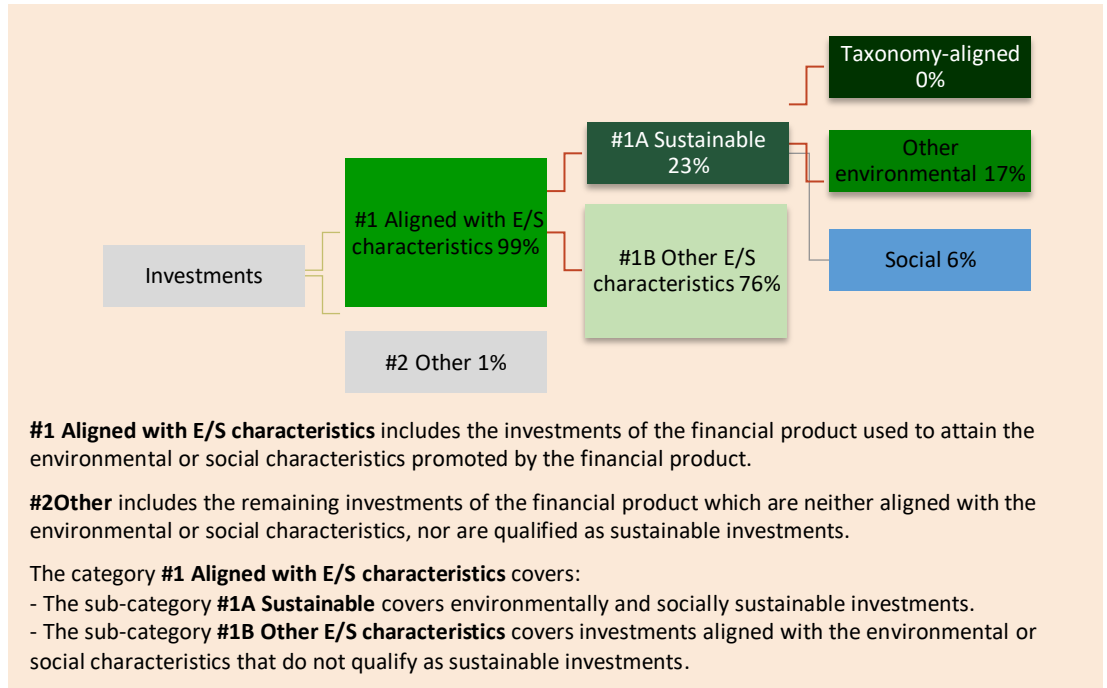 Taxonomy-aligned
0%
#1A Sustainable
23%
Other
environmental 17%
#1 Aligned with E/S
characteristics 99%
Investments
#1B Other E/S
characteristics 76%
Social 6%
#2 Other 1%
#1 Aligned with E/S characteristics includes the investments of the financial product used to attain the
environmental or social characteristics promoted by the financial product.
#2Other includes the remaining investments of the financial product which are neither aligned with the
environmental or social characteristics, nor are qualified as sustainable investments.
The category #1 Aligned with E/S characteristics covers:
- The sub-category #1A Sustainable covers environmentally and socially sustainable investments.
- The sub-category #1B Other E/S characteristics covers investments aligned with the environmental or
social characteristics that do not qualify as sustainable investments.